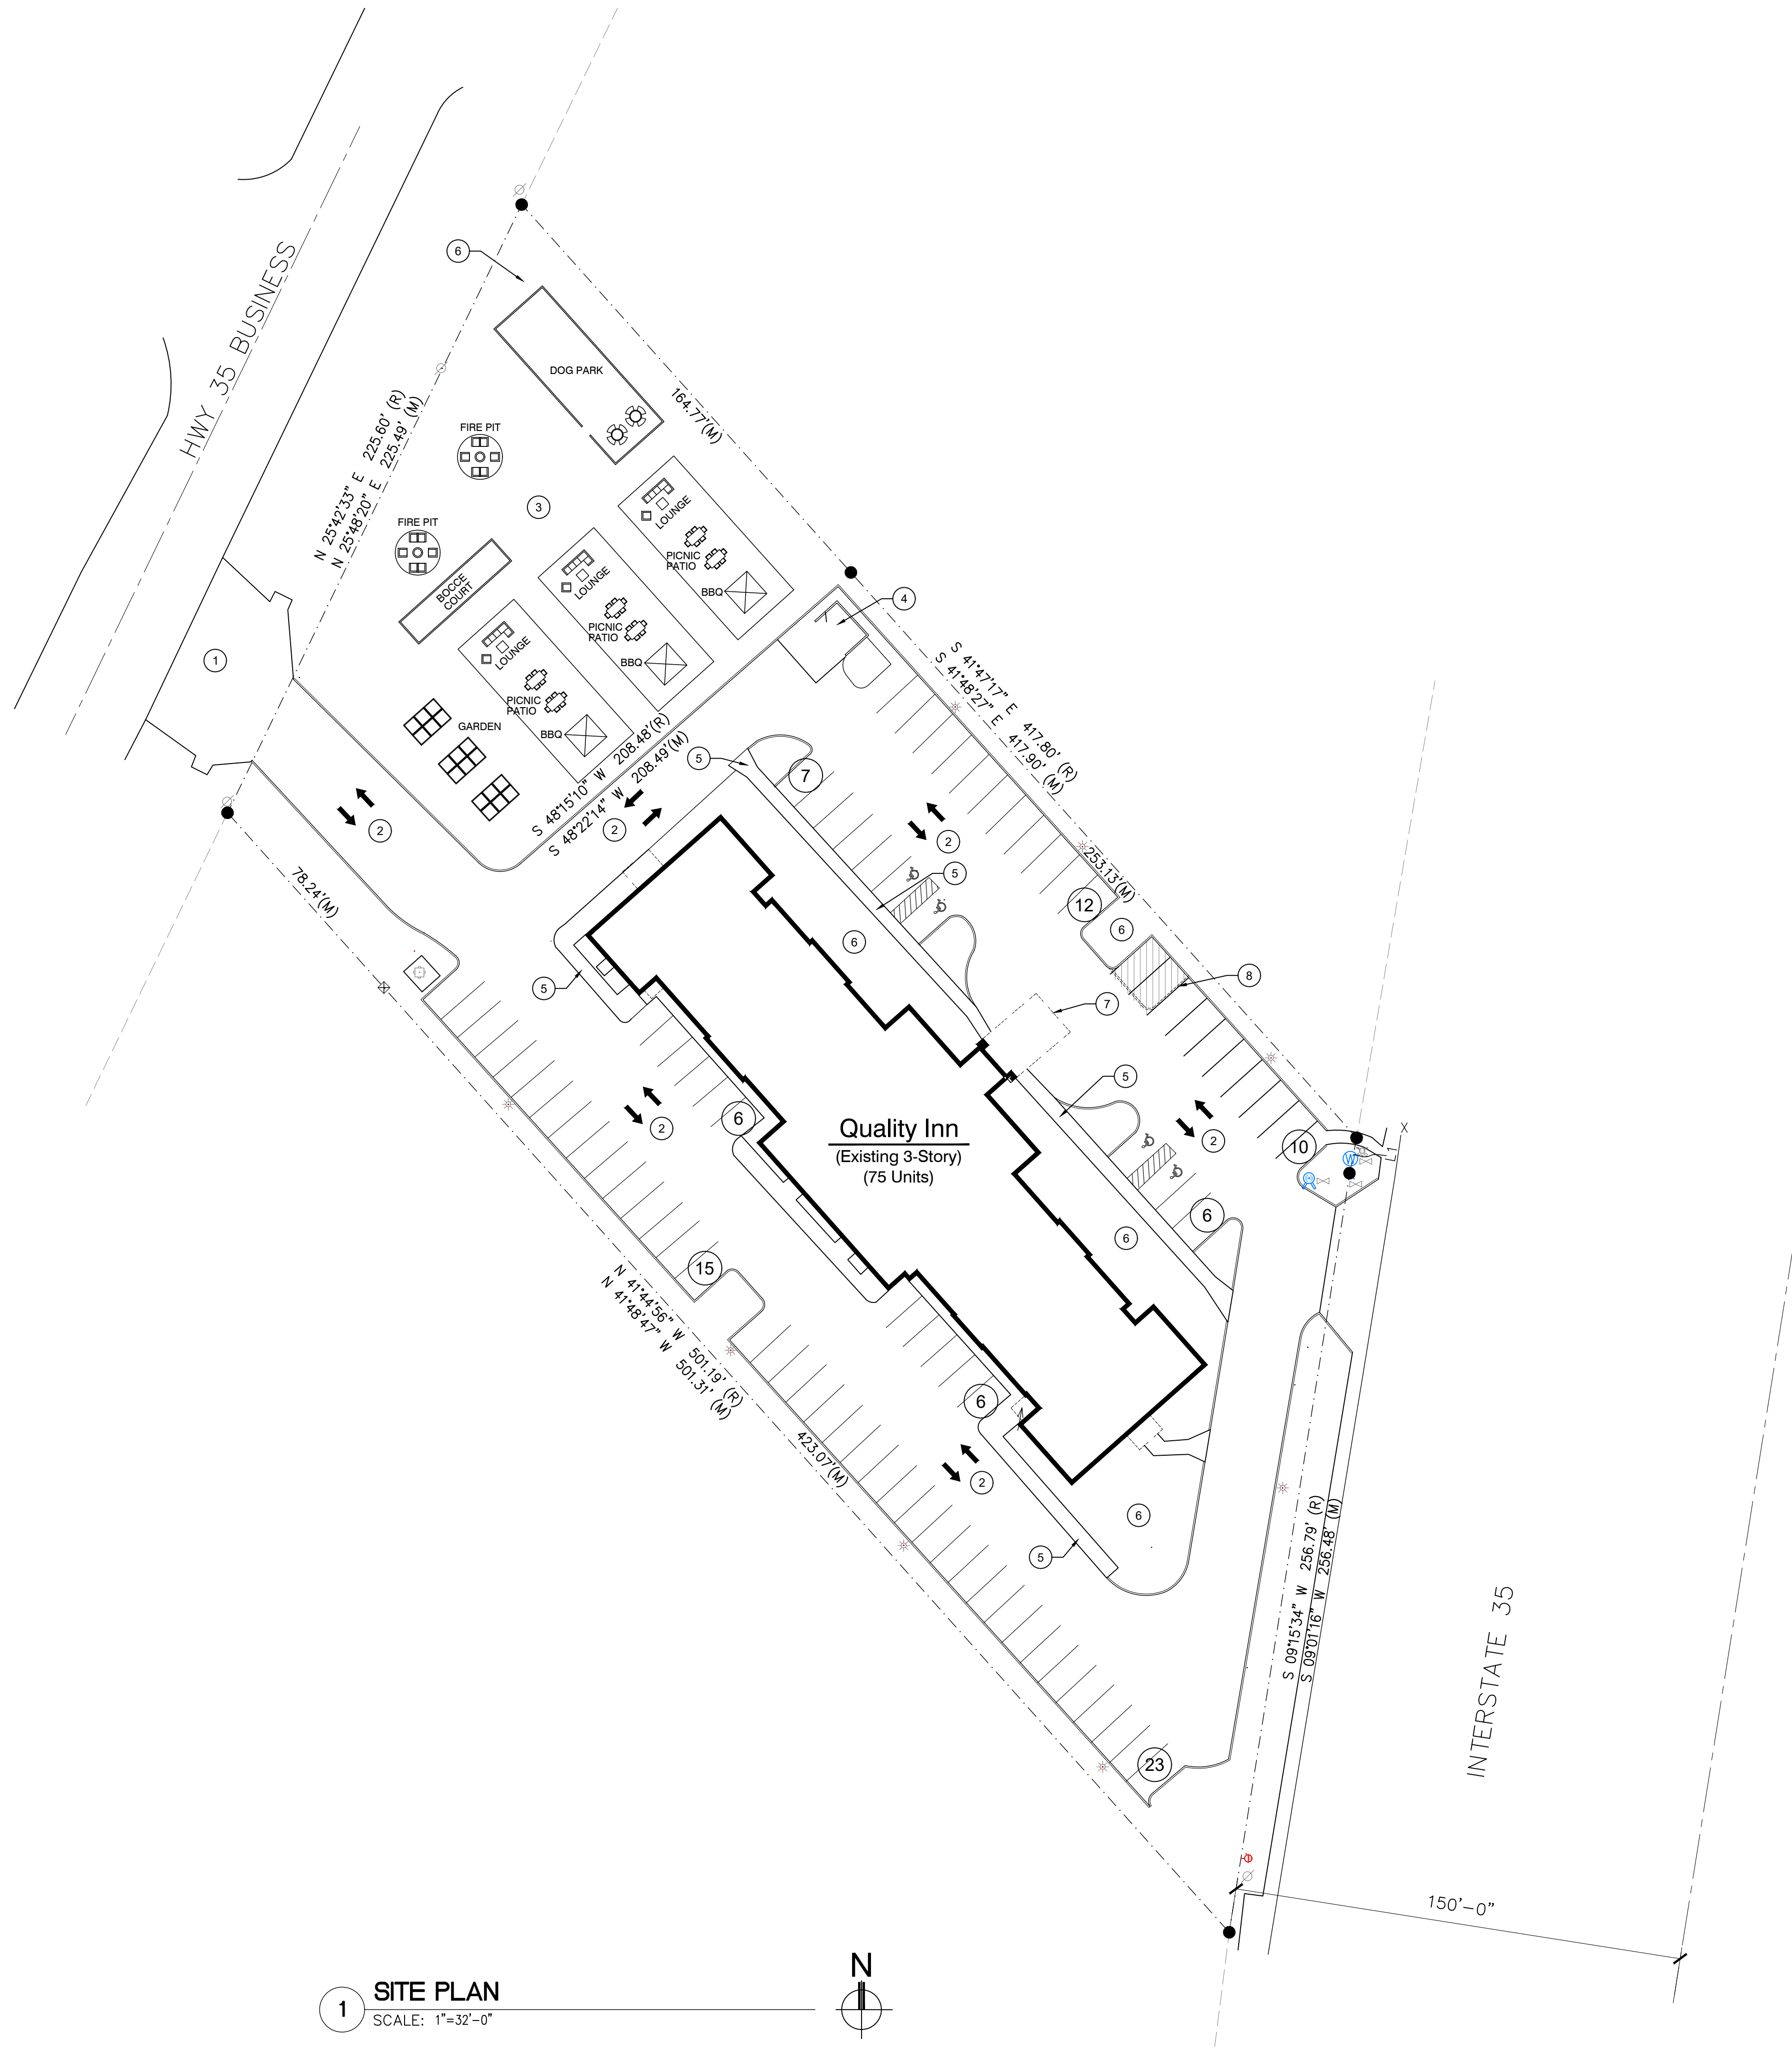 HWY 35 BUSINESS
6
DOG PARK
164.77'(M)
FIRE PIT
N 25°42'33" E 225.60' (R)
N 25°48'20" E 225.49' (M)
3
FIRE PIT
LOUNGE
PICNIC
PATIO
BBQ
BOCCE
COURT
LOUNGE
PICNIC
PATIO
BBQ
4
1
LOUNGE
PICNIC
PATIO
BBQ
GARDEN
S 41°47'17" E 417.80' (R)
S 41°48'27" E 417.90' (M)
S 48°15'10" W 208.48'(R)
S 48°22'14" W 208.49'(M)
5
7
2
2
2
78.24'(M)
253.13'(M)
5
12
6
6
8
5
7
5
2
6
2
10
W
X
Quality Inn
(Existing 3-Story)
(75 Units)
6
6
15
N 41°44'56" W 501.19' (R)
N 41°48'47" W 501.31' (M)
6
423.07'(M)
2
6
5
S 09°15'34" W 256.79' (R)
S 09°01'16" W 256.48' (M)
INTERSTATE 35
23
150'-0"
N
1
SITE PLAN
SCALE: 1"=32'-0"